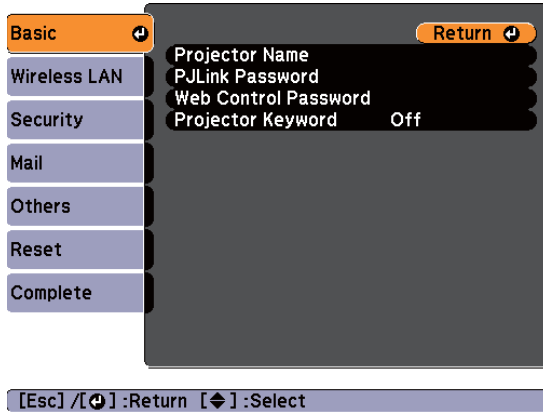 Basic
Wireless LAN
Security
Mail
Others
Reset
Complete
Return
Projector Name
PJLink Password
Web Control Password
Projector Keyword Off
[Esc] /[ ] :Return [ ] :Select